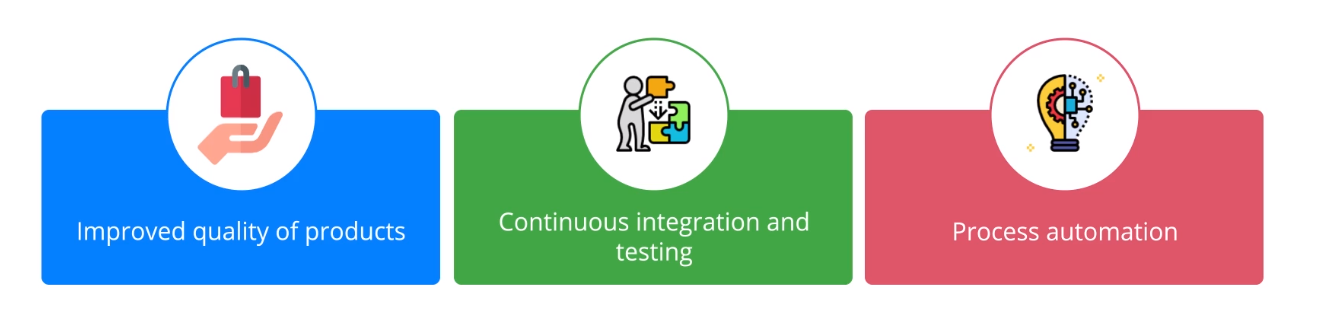 Improved quality of products
Continuous integration and
testing
Process automation